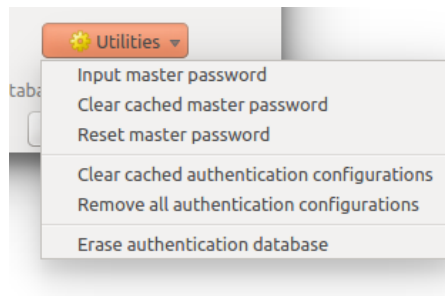 Utilities
Input master password
taba
Clear cached master password
Reset master password
Clear cached authentication configurations
Remove all authentication configurations
Erase authentication database